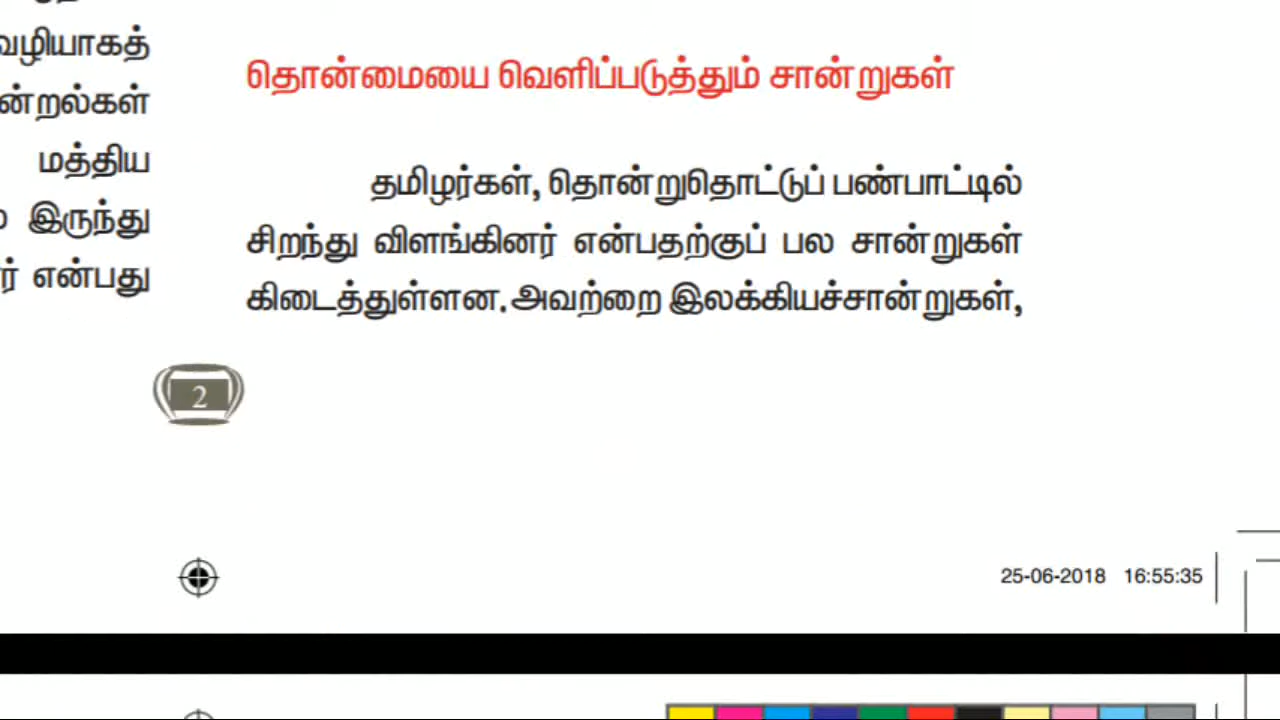 வழியாகத்
ன்றல்கள்
மத்திய
இருந்து
ர் என்பது
தொன்மையை வெளிப்படுத்தும் சான்றுகள்
தமிழர்கள், தொன்றுதொட்டுப் பண்பாட்டில்
சிறந்து விளங்கினர் என்பதற்குப் பல சான்றுகள்
கிடைத்துள்ளன. அவற்றை இலக்கியச்சான்றுகள்,
2
25-06-2018 16:55:35